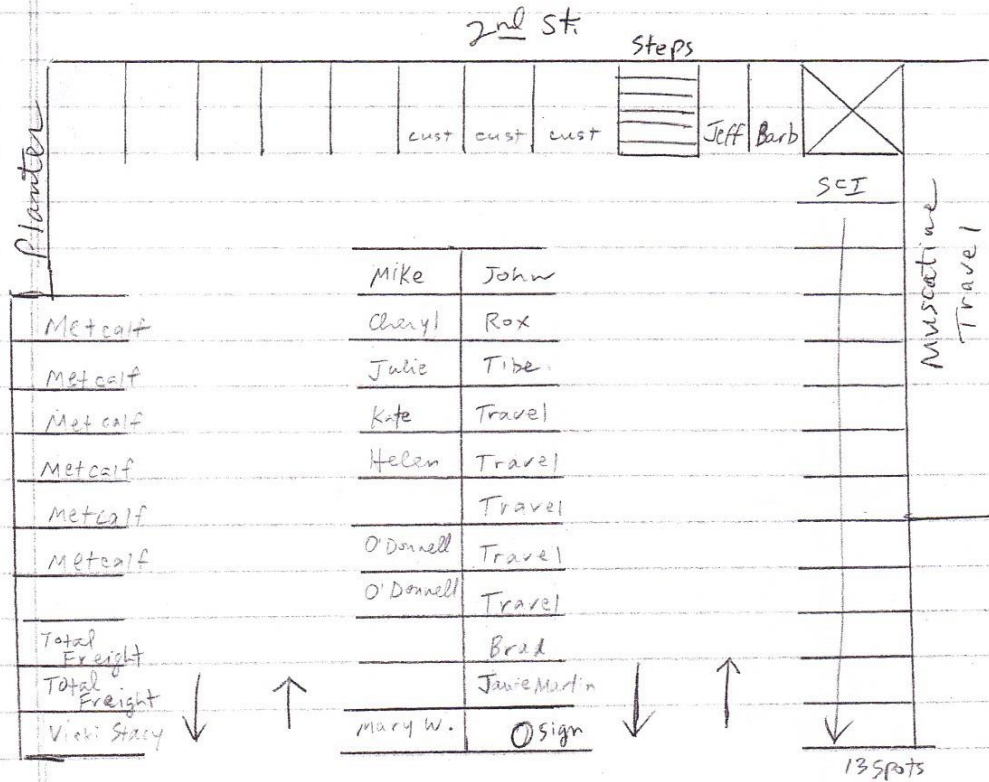 2nd St.
Steps
Planter
cust cust cust Jeff Barb
SCI
Muscatine
Travel
Mike John
Metcalf Cheryl Rox
Metcalf Julie Tibe.
Metcalf Kate Travel
Metcalf Helen Travel
Metcalf Travel
Metcalf O'Donnell Travel
O'Donnell Travel
Total
Freight
Brad
Total
Freight
Janie Martin
Vicki Stacy Mary W. Sign
13 Spots